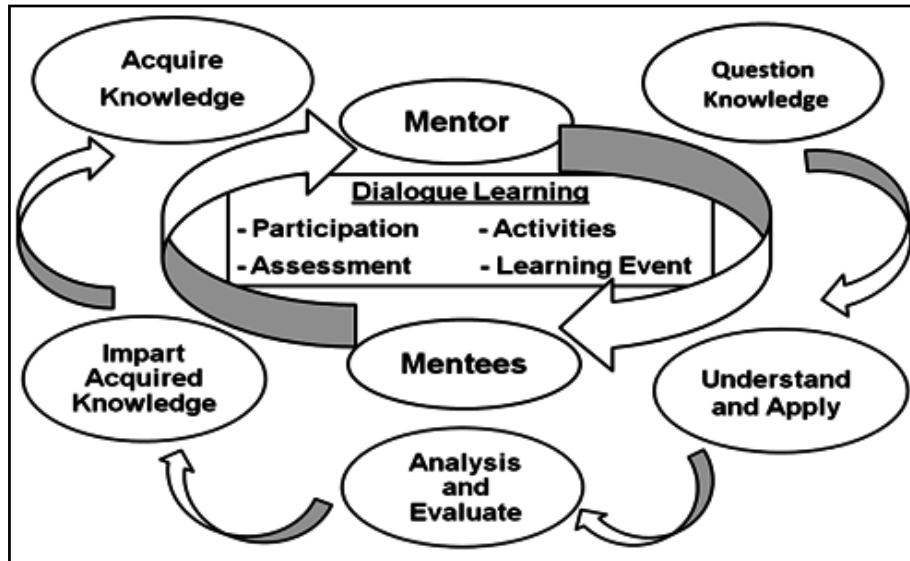 Acquire
Knowledge
Question
Knowledge
Mentor
Dialogue Learning
- Participation
- Activities
- Assessment
- Learning Event
Impart
Acquired
Knowledge
Mentees
Understand
and Apply
Analysis
and
Evaluate